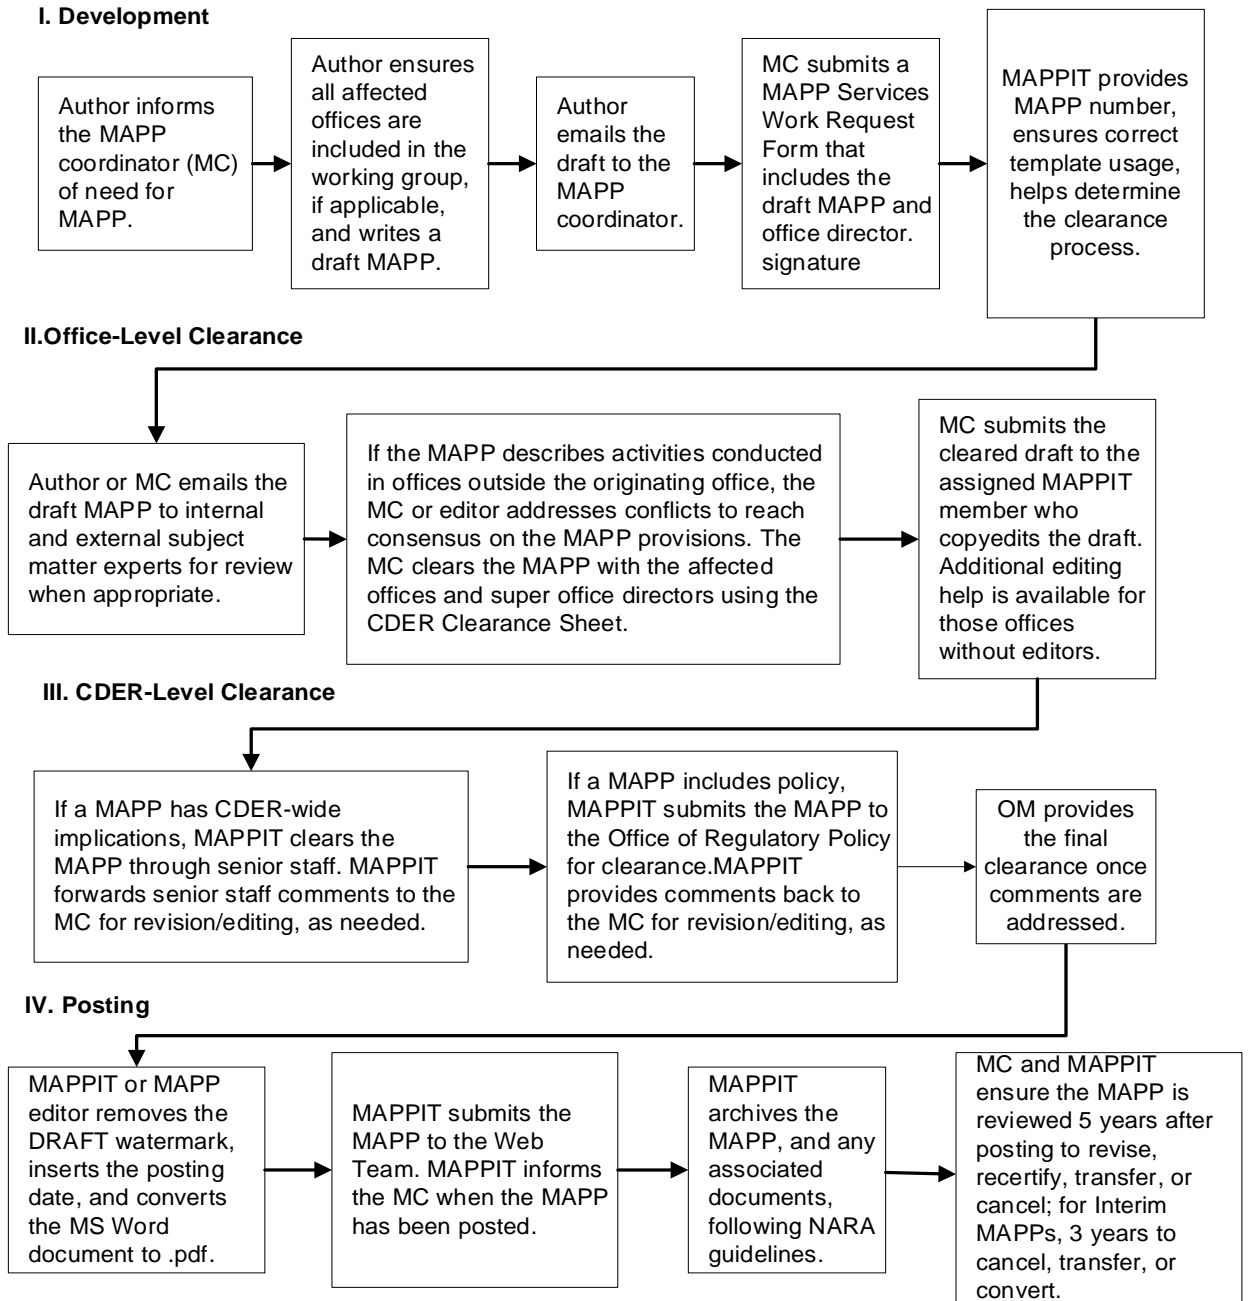 I. Development
Author informs
the MAPP
coordinator (MC)
of need for
MAPP.
Author ensures
all affected
offices are
included in the
working group,
if applicable,
and writes a
draft MAPP.
Author
emails the
draft to the
MAPP
coordinator.
MC submits a
MAPP Services
Work Request
Form that
includes the
draft MAPP and
office director.
signature
MAPPIT provides
MAPP number,
ensures correct
template usage,
helps determine
the clearance
process.
II.Office-Level Clearance
Author or MC emails the
draft MAPP to internal
and external subject
matter experts for review
when appropriate.
If the MAPP describes activities conducted
in offices outside the originating office, the
MC or editor addresses conflicts to reach
consensus on the MAPP provisions. The
MC clears the MAPP with the affected
offices and super office directors using the
CDER Clearance Sheet.
MC submits the
cleared draft to the
assigned MAPPIT
member who
copyedits the draft.
Additional editing
help is available for
those offices
without editors.
III. CDER-Level Clearance
If a MAPP has CDER-wide
implications, MAPPIT clears the
MAPP through senior staff. MAPPIT
forwards senior staff comments to the
MC for revision/editing, as needed.
If a MAPP includes policy,
MAPPIT submits the MAPP to
the Office of Regulatory Policy
for clearance.MAPPIT
provides comments back to
the MC for revision/editing, as
needed.
OM provides
the final
clearance once
comments are
addressed.
IV. Posting
MAPPIT or MAPP
editor removes the
DRAFT watermark,
inserts the posting
date, and converts
the MS Word
document to .pdf.
MAPPIT submits the
MAPP to the Web
Team. MAPPIT informs
the MC when the MAPP
has been posted.
MAPPIT
archives the
MAPP, and any
associated
documents,
following NARA
guidelines.
MC and MAPPIT
ensure the MAPP is
reviewed 5 years after
posting to revise,
recertify, transfer, or
cancel; for Interim
MAPPs, 3 years to
cancel, transfer, or
convert.